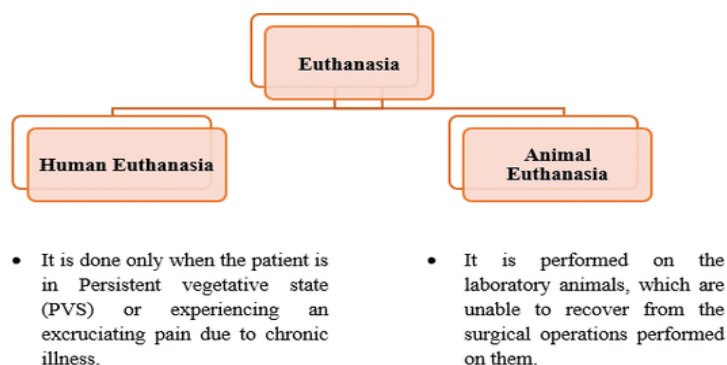 Euthanasia
Human Euthanasia
Animal
Euthanasia
• It is done only when the patient is
in Persistent vegetative state
(PVS) or experiencing an
excruciating pain due to chronic
illness.
• It is performed on the
laboratory animals, which are
unable to recover from the
surgical operations performed
on them.